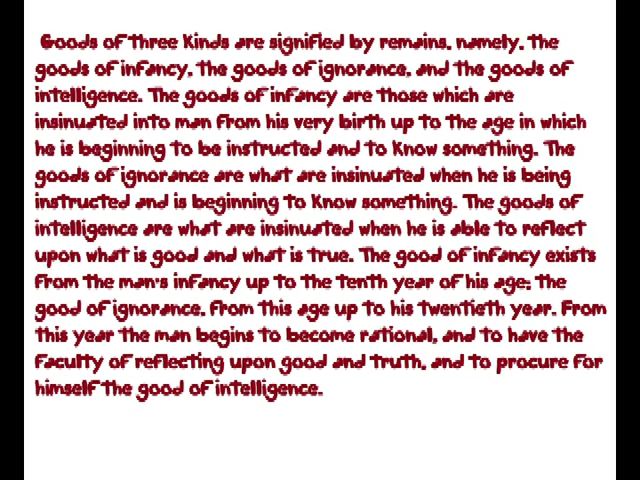 Goods of three kinds are signified by remains, namely, the
goods of infancy, the goods of ignorance, and the goods of
intelligence. The goods of infancy are those which are
insinuated into man from his very birth up to the age in which
he is beginning to be instructed and to know something. The
goods of ignorance are what are insinuated when he is being
instructed and is beginning to know something. The goods of
intelligence are what are insinuated when he is able to reflect
upon what is good and what is true. The good of infancy exists
from the man's infancy up to the tenth year of his age; the
good of ignorance, from this age up to his twentieth year. From
this year the man begins to become rational, and to have the
faculty of reflecting upon good and truth, and to procure for
himself the good of intelligence.